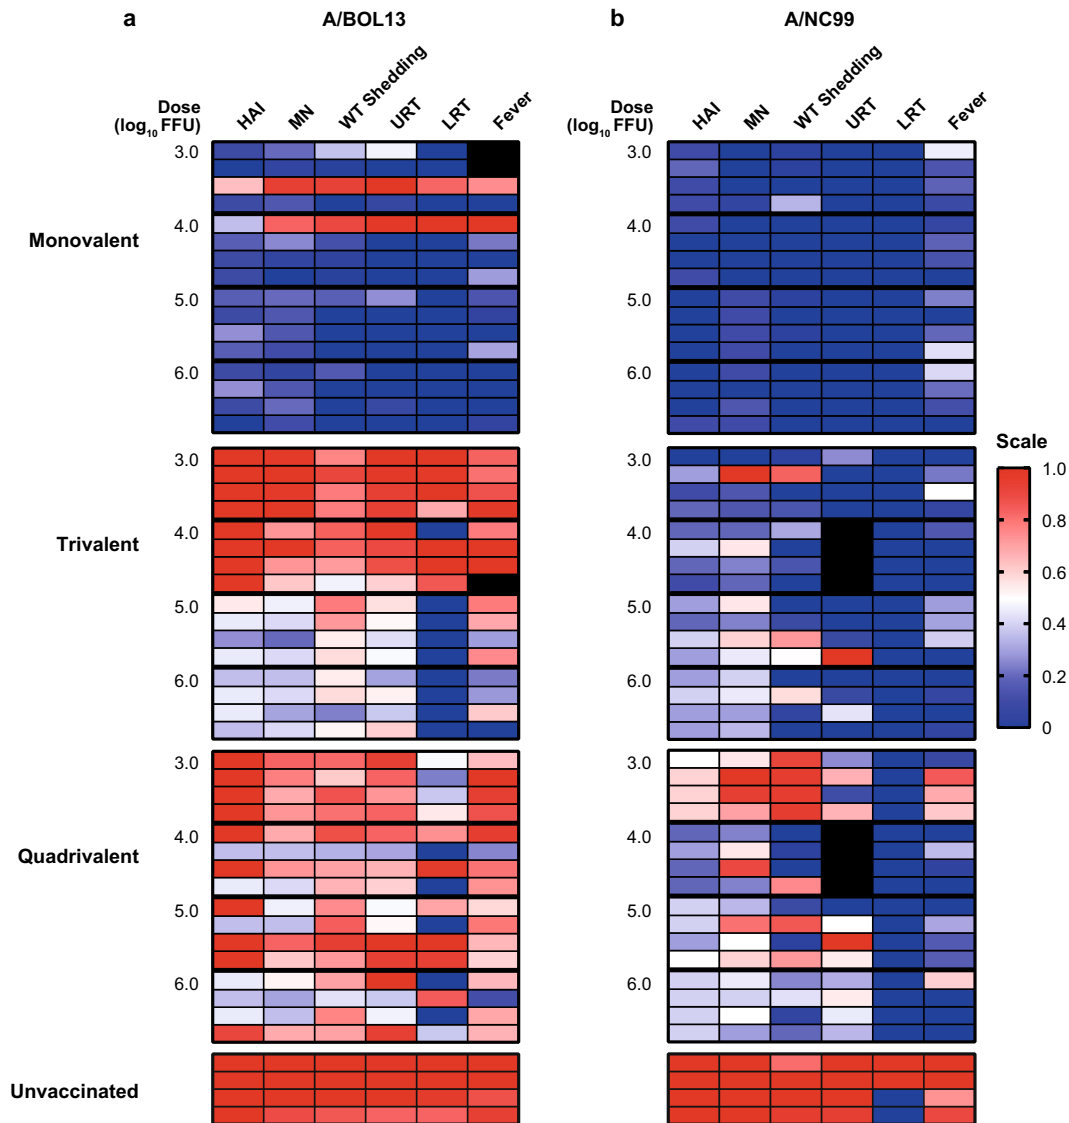 a
A/BOL13
b
A/NC99
Dose
(log10 FFU)
HAI
MN
WT Shedding
URT
LRT
Fever
Dose
(log10 FFU)
HAI
MN
WT Shedding
URT
LRT
Fever
Monovalent
3.0
4.0
5.0
6.0
3.0
4.0
5.0
6.0
Trivalent
3.0
4.0
5.0
6.0
3.0
4.0
5.0
6.0
Scale
1.0
0.8
0.6
0.4
0.2
0
Quadrivalent
3.0
4.0
5.0
6.0
3.0
4.0
5.0
6.0
Unvaccinated